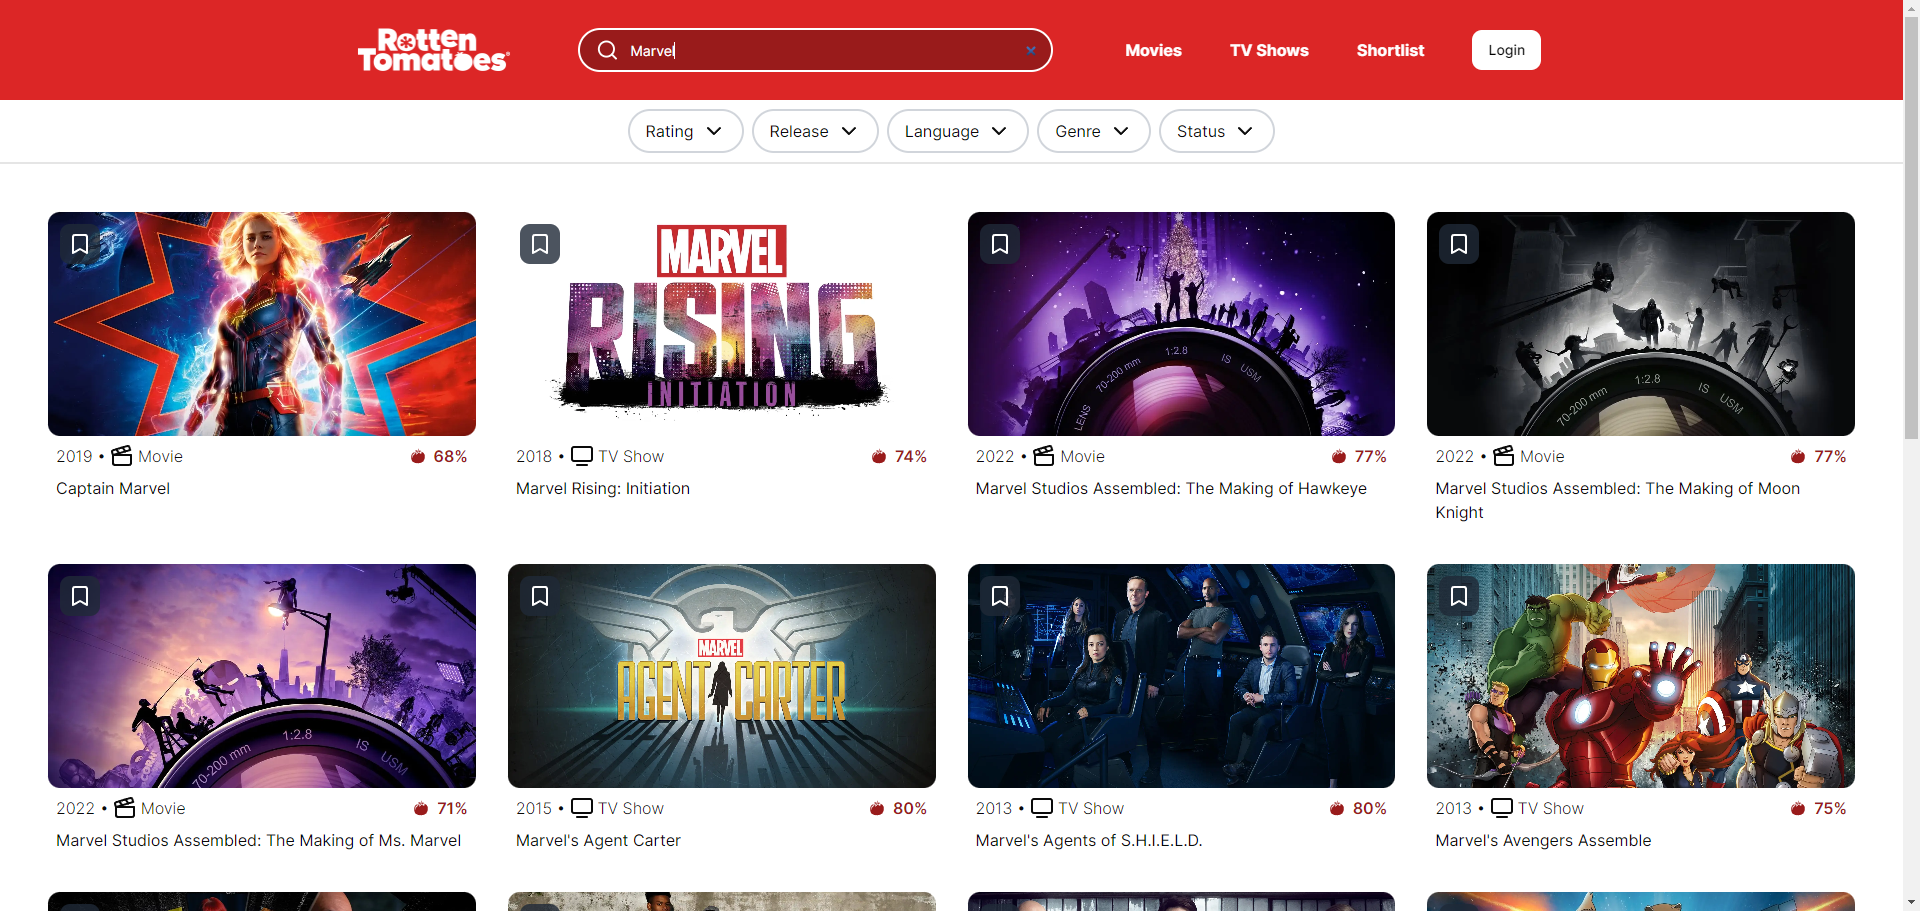 Rotten
Tomatoes
Marvel
Movies
TV Shows
Shortlist
Login
Rating
Release
Language
Genre
Status
MARVEL
RISING
INITIATION
LENS 70-200 mm 1:2.8 IS USM
70-200 mm 1:2.8 IS USM
2019 • Movie 68%
Captain Marvel
2018 • TV Show 74%
Marvel Rising: Initiation
2022 • Movie 77%
Marvel Studios Assembled: The Making of Hawkeye
2022 • Movie 77%
Marvel Studios Assembled: The Making of Moon
Knight
70-200 mm 1:2.8 IS USM
MARVEL
AGENT CARTER
2022 • Movie 71%
Marvel Studios Assembled: The Making of Ms. Marvel
2015 • TV Show 80%
Marvel's Agent Carter
2013 • TV Show 80%
Marvel's Agents of S.H.I.E.L.D.
2013 • TV Show 75%
Marvel's Avengers Assemble